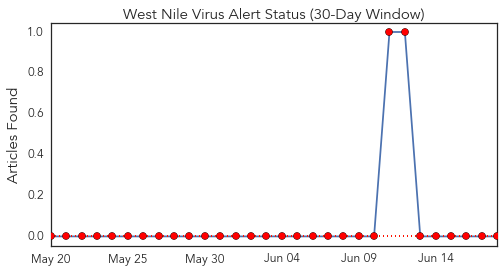 West Nile Virus Alert Status (30-Day Window)
Articles Found
1.0
0.8
0.6
0.4
0.2
0.0
May 20 May 25 May 30 Jun 04 Jun 09 Jun 14